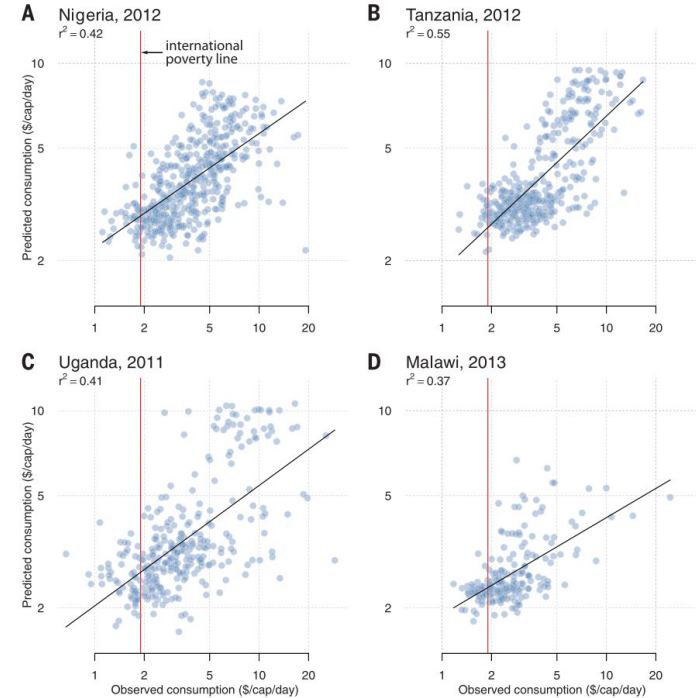 A Nigeria, 2012
r² = 0.42
international
poverty line
Predicted consumption ($/cap/day)
10
5
2
1 2 5 10 20
B Tanzania, 2012
r² = 0.55
10
5
2
1 2 5 10 20
C Uganda, 2011
r² = 0.41
Predicted consumption ($/cap/day)
10
5
2
1 2 5 10 20
Observed consumption ($/cap/day)
D Malawi, 2013
r² = 0.37
10
5
2
1 2 5 10 20
Observed consumption ($/cap/day)